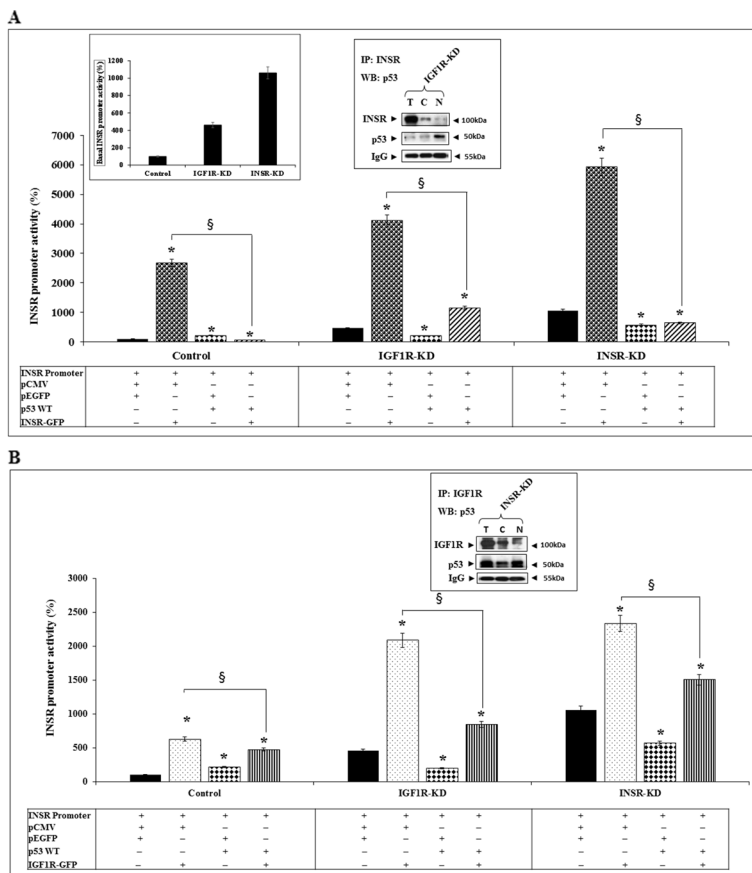 A
Basal INSR promoter activity (%)
1200
1000
800
600
400
200
0
Control IGF1R-KD INSR-KD
IP: INSR
WB: p53
IGF1R-KD
T C N
INSR 100kDa
p53 50kDa
IgG 55kDa
INSR promoter activity (%)
7000
6000
5000
4000
3000
2000
1000
0
* * * * § * * * § * * * §
Control IGF1R-KD INSR-KD
INSR Promoter + + + + + + + + + + + +
pCMV + + – – + + – – + + – –
pEGFP + – + – + – + – + – + –
p53 WT – – + + – – + + – – + +
INSR-GFP – + – + – + – + – + – +
B
IP: IGF1R
WB: p53
INSR-KD
T C N
IGF1R 100kDa
p53 50kDa
IgG 55kDa
INSR promoter activity (%)
3000
2500
2000
1500
1000
500
0
* * * § * * * § * * * §
Control IGF1R-KD INSR-KD
INSR Promoter + + + + + + + + + + + +
pCMV + + – – + + – – + + – –
pEGFP + – + – + – + – + – + –
p53 WT – – + + – – + + – – + +
IGF1R-GFP – + – + – + – + – + – +